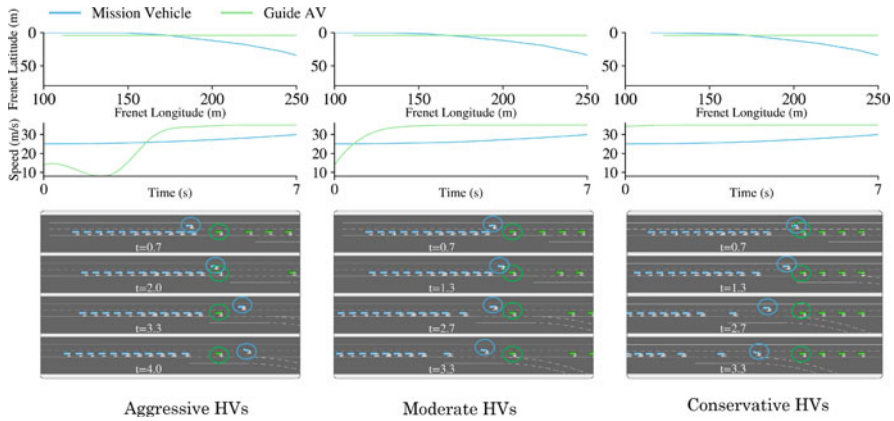 Mission Vehicle Guide AV
Frenet Latitude (m)
0
50
100 150 200 250
Frenet Longitude (m)
0
50
100 150 200 250
Frenet Longitude (m)
0
50
100 150 200 250
Frenet Longitude (m)
Speed (m/s)
30
20
10
0 7
Time (s)
30
20
10
0 7
Time (s)
30
20
10
0 7
Time (s)
t=0.7
t=2.0
t=3.3
t=4.0
t=0.7
t=1.3
t=2.7
t=3.3
t=0.7
t=1.3
t=2.7
t=3.3
Aggressive HVs Moderate HVs Conservative HVs